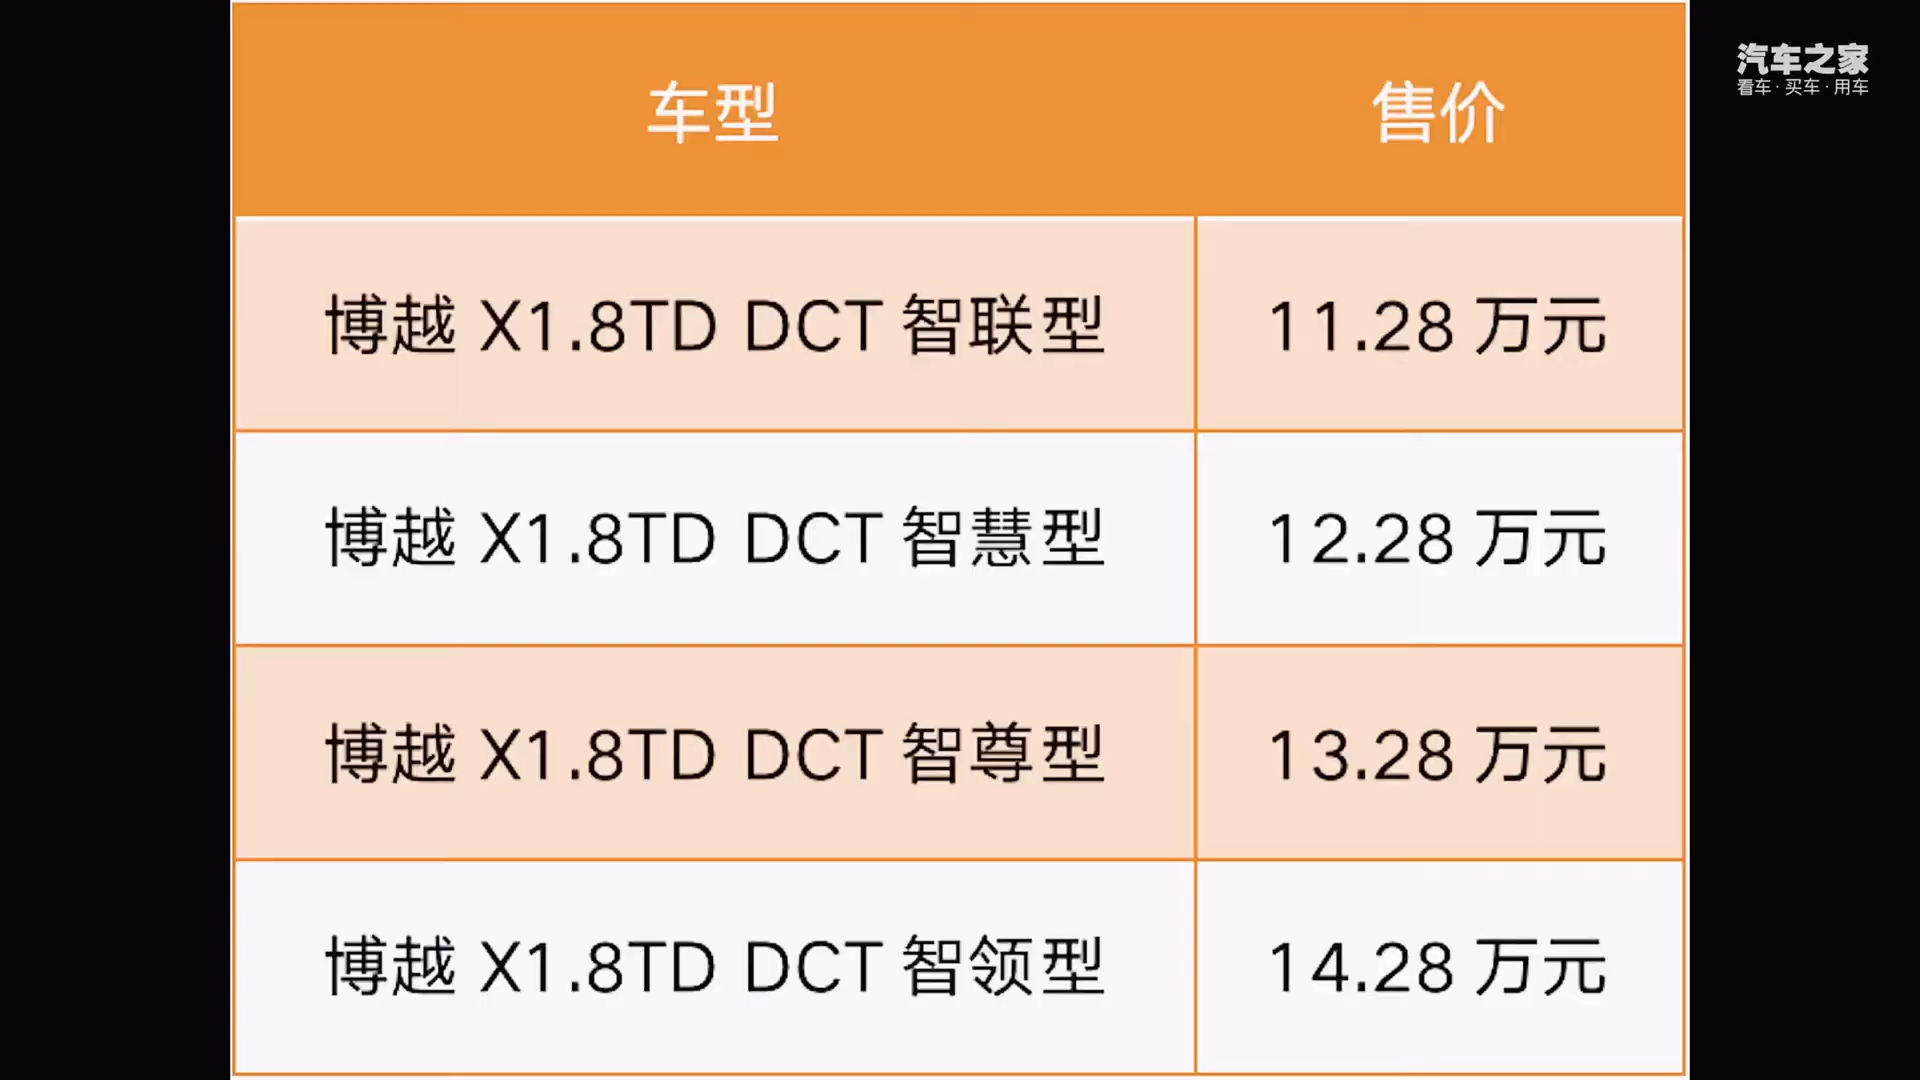 车型 售价
博越 X1.8TD DCT 智联型 11.28 万元
博越 X1.8TD DCT 智慧型 12.28 万元
博越 X1.8TD DCT 智尊型 13.28 万元
博越 X1.8TD DCT 智领型 14.28 万元
汽车之家
看车·买车·用车